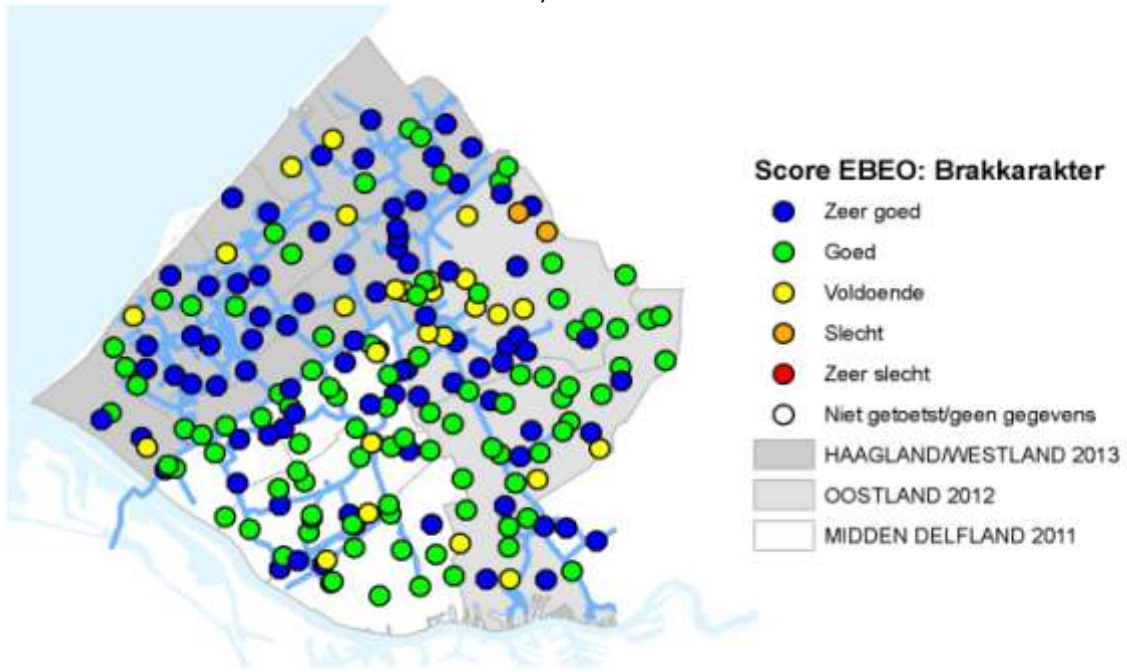 Score EBEO: Brakkarakter
Zeer goed
Goed
Voldoende
Slecht
Zeer slecht
Niet getoetst/geen gegevens
HAAGLAND/WESTLAND 2013
OOSTLAND 2012
MIDDEN DELFLAND 2011